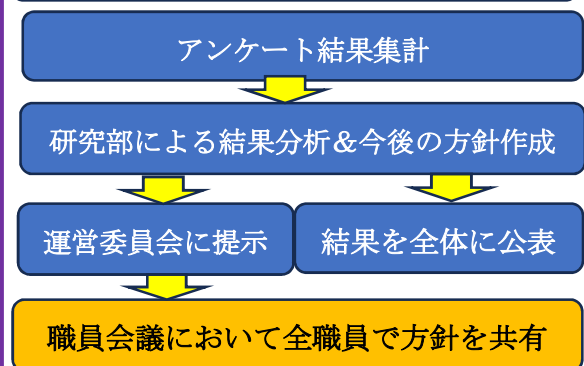 アンケート結果集計
研究部による結果分析＆今後の方針作成
運営委員会に提示
結果を全体に公表
職員会議において全職員で方針を共有